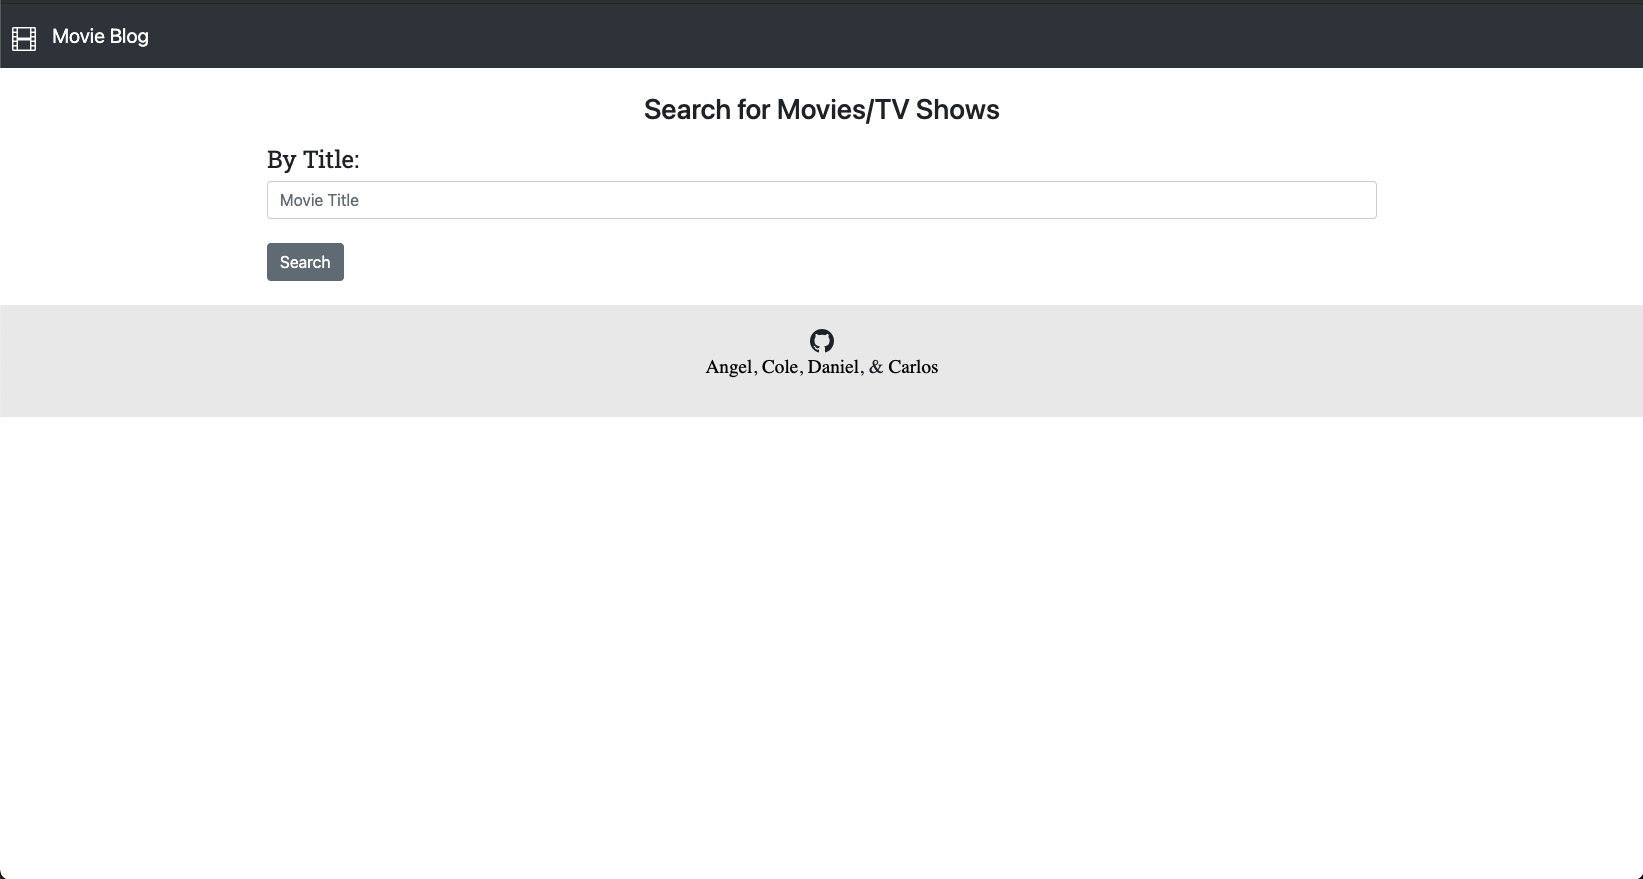 Movie Blog
Search for Movies/TV Shows
By Title:
Movie Title
Search
Angel, Cole, Daniel, & Carlos